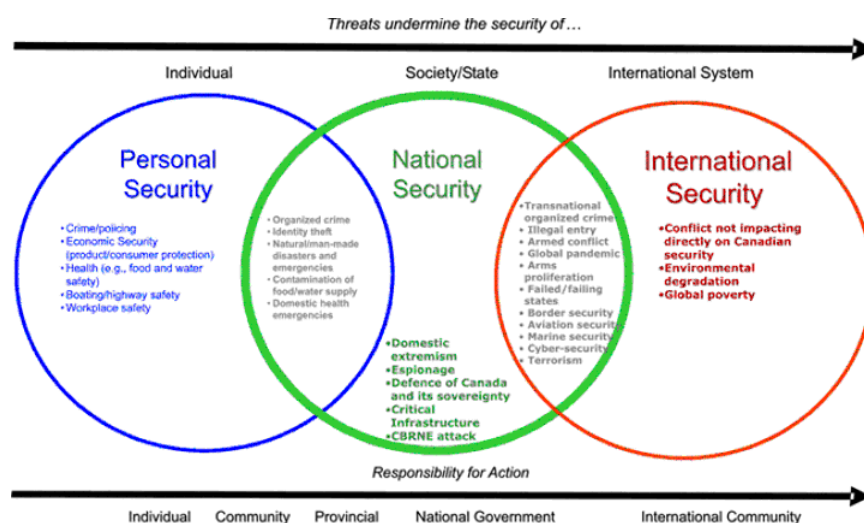 Threats undermine the security of…
Individual
Society/State
International System
Personal
Security
• Crime/policing
• Economic Security
(product/consumer protection)
• Health (e.g., food and water
safety)
• Boating/highway safety
• Workplace safety
• Organized crime
• Identity theft
• Natural/man-made
disasters and
emergencies
• Contamination of
food/water supply
• Domestic health
emergencies
National
Security
•Domestic
extremism
•Espionage
•Defence of Canada
and its sovereignty
•Critical
Infrastructure
•CBRNE attack
•Transnational
organized crime
• Illegal entry
• Armed conflict
• Global pandemic
• Arms
proliferation
• Failed/failing
states
• Border security
• Aviation security
• Marine security
• Cyber-security
• Terrorism
International
Security
•Conflict not impacting
directly on Canadian
security
•Environmental
degradation
•Global poverty
Responsibility for Action
Individual
Community
Provincial
National Government
International Community